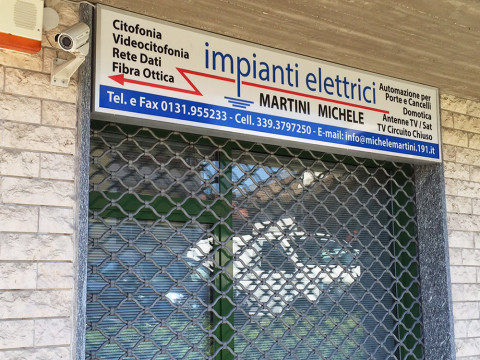 Citofonia
Videocitofonia
Rete Dati
Fibra Ottica
impianti elettrici
MARTINI MICHELE
Automazione per
Porte e Cancelli
Domotica
Antenne TV / Sat
TV Circuito Chiuso
Tel. e Fax 0131.955233 - Cell. 339.3797250 - E-mail: info@michelemartini.191.it